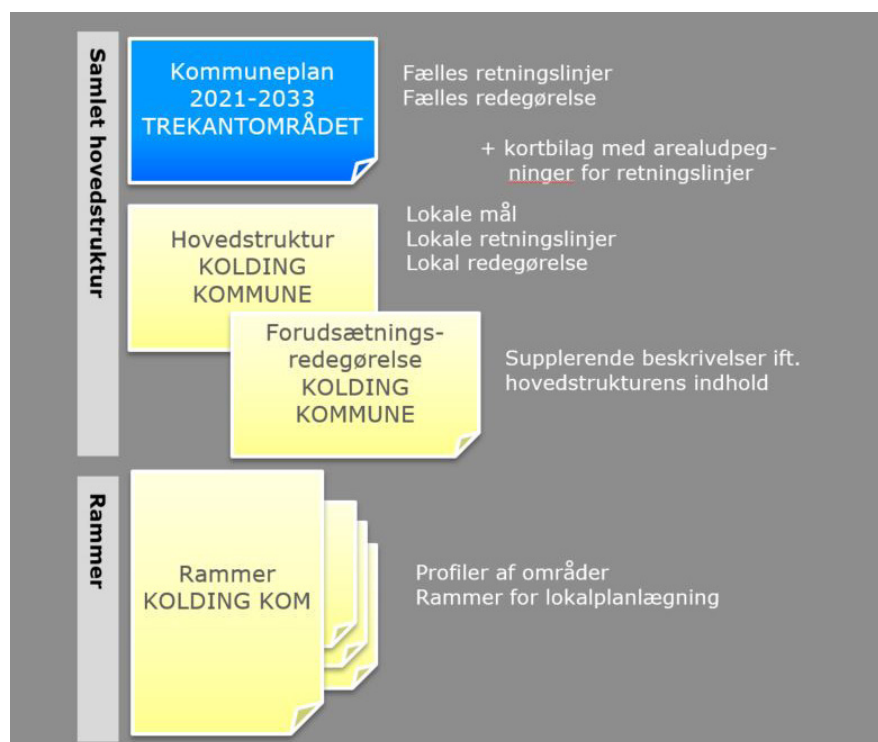 Samlet hovedstruktur
Kommuneplan
2021-2033
TREKANTOMRÅDET
Fælles retningslinjer
Fælles redegørelse
+ kortbilag med arealudpeg-
ninger for retningslinjer
Hovedstruktur
KOLDING
KOMMUNE
Lokale mål
Lokale retningslinjer
Lokal redegørelse
Forudsætnings-
redegørelse
KOLDING
KOMMUNE
Supplerende beskrivelser ift.
hovedstrukturens indhold
Rammer
Rammer
KOLDING KOM
Profiler af områder
Rammer for lokalplanlægning